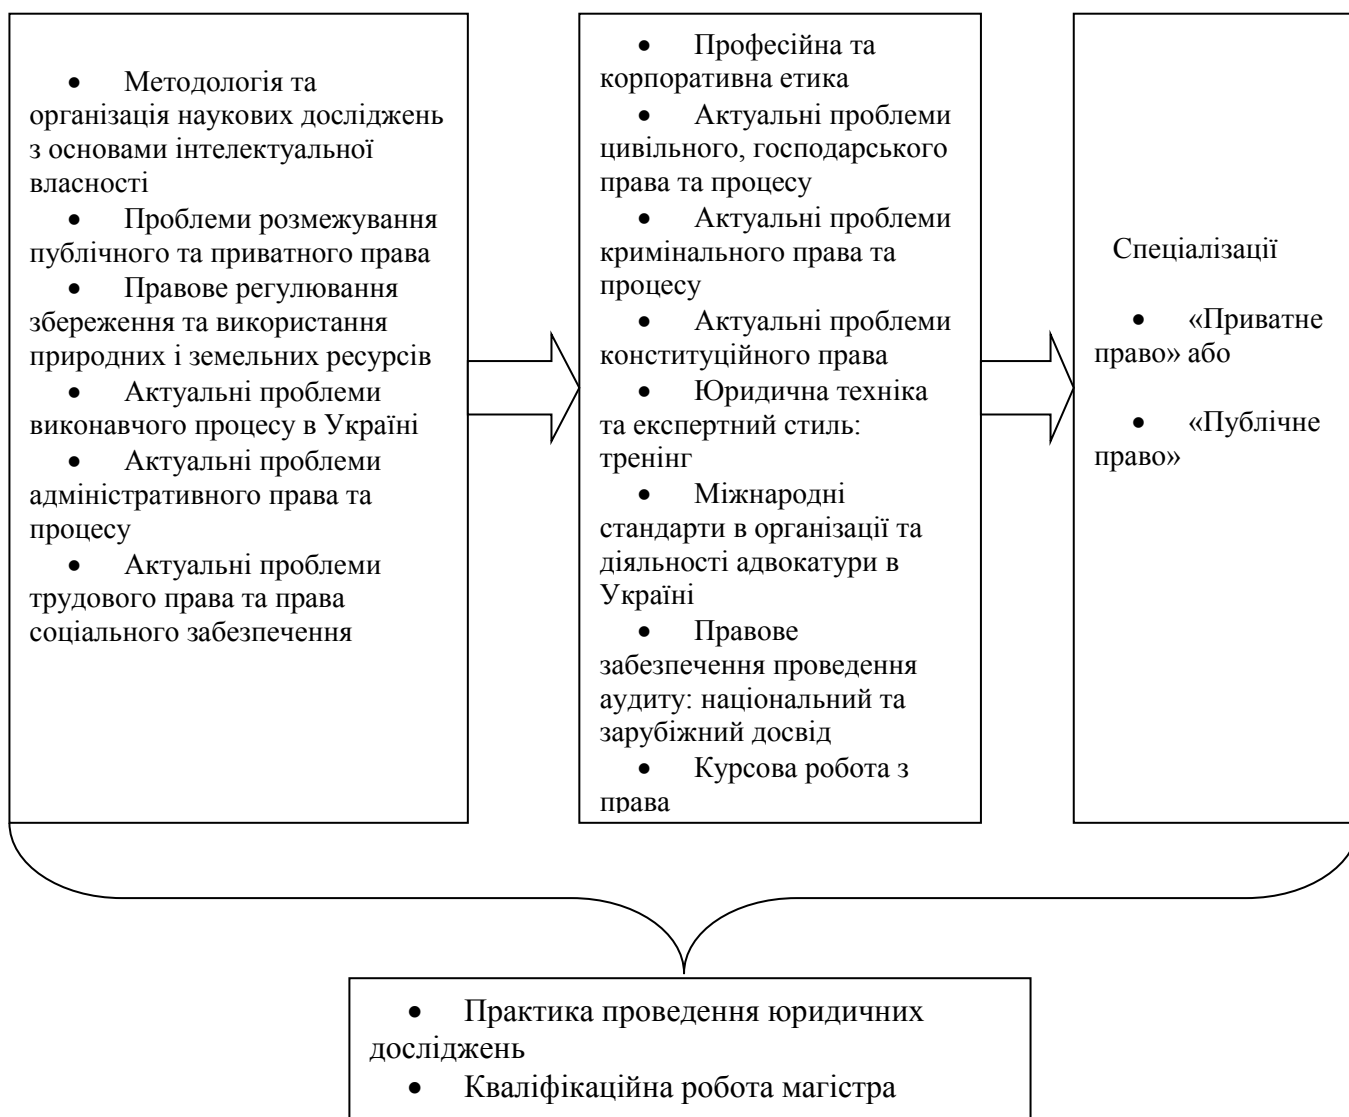 • Методологія та
організація наукових досліджень
з основами інтелектуальної
власності
• Проблеми розмежування
публічного та приватного права
• Правове регулювання
збереження та використання
природних і земельних ресурсів
• Актуальні проблеми
виконавчого процесу в Україні
• Актуальні проблеми
адміністративного права та
процесу
• Актуальні проблеми
трудового права та права
соціального забезпечення
• Професійна та
корпоративна етика
• Актуальні проблеми
цивільного, господарського
права та процесу
• Актуальні проблеми
кримінального права та
процесу
• Актуальні проблеми
конституційного права
• Юридична техніка
та експертний стиль:
тренінг
• Міжнародні
стандарти в організації та
діяльності адвокатури в
Україні
• Правове
забезпечення проведення
аудиту: національний та
зарубіжний досвід
• Курсова робота з
права
Спеціалізації
• «Приватне
право» або
• «Публічне
право»
• Практика проведення юридичних
досліджень
• Кваліфікаційна робота магістра